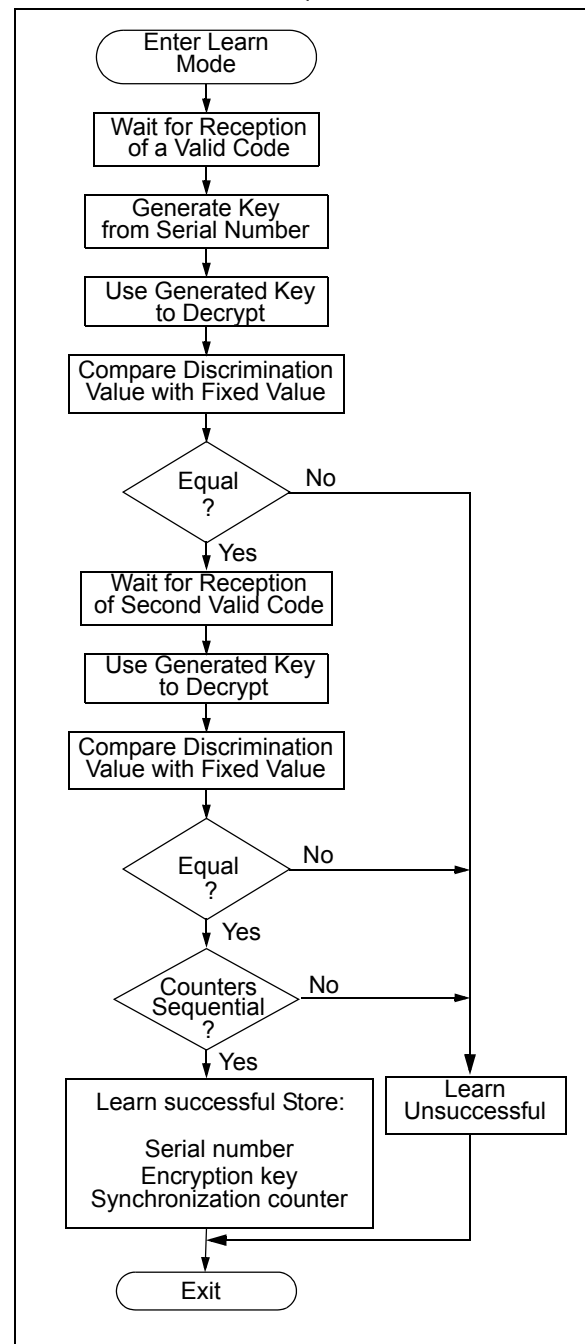 Enter Learn
Mode
Wait for Reception
of a Valid Code
Generate Key
from Serial Number
Use Generated Key
to Decrypt
Compare Discrimination
Value with Fixed Value
Equal
?
No
Yes
Wait for Reception
of Second Valid Code
Use Generated Key
to Decrypt
Compare Discrimination
Value with Fixed Value
Equal
?
No
Yes
Counters
Sequential
?
No
Yes
Learn successful Store:
Serial number
Encryption key
Synchronization counter
Learn
Unsuccessful
Exit